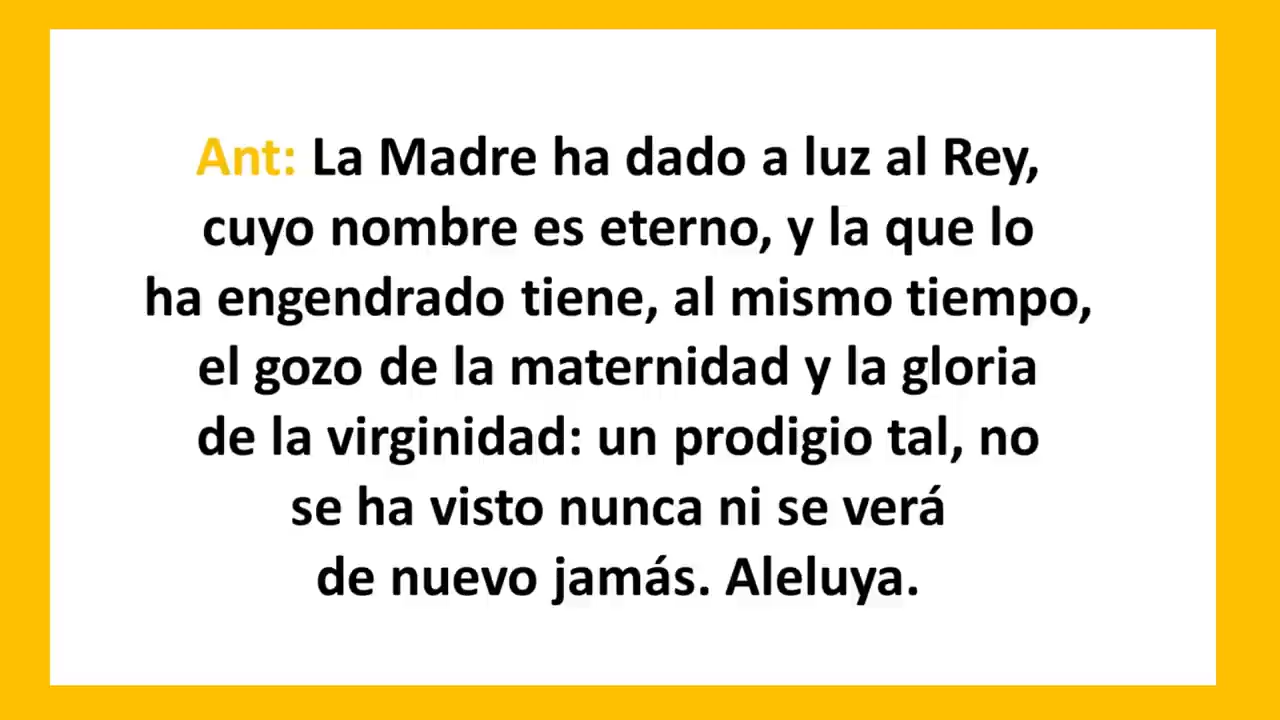 Ant: La Madre ha dado a luz al Rey,
cuyo nombre es eterno, y la que lo
ha engendrado tiene, al mismo tiempo,
el gozo de la maternidad y la gloria
de la virginidad: un prodigio tal, no
se ha visto nunca ni se verá
de nuevo jamás. Aleluya.